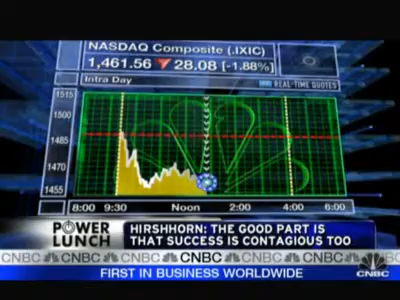 NASDAQ Composite (.IXIC)
1,461.56 28.08 [-1.88%]
Intra Day
REAL-TIME QUOTES
1515
1500
1485
1470
1455
8:00 9:30 Noon 2:00 4:00 6:00
POWER LUNCH
HIRSHHORN: THE GOOD PART IS
THAT SUCCESS IS CONTAGIOUS TOO
CNBC CNBC CNBC CNBC CNBC CNBC CNBC
FIRST IN BUSINESS WORLDWIDE
CNBC